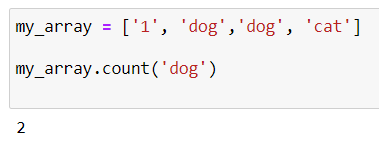 my_array = ['1', 'dog','dog', 'cat']
my_array.count('dog')
2